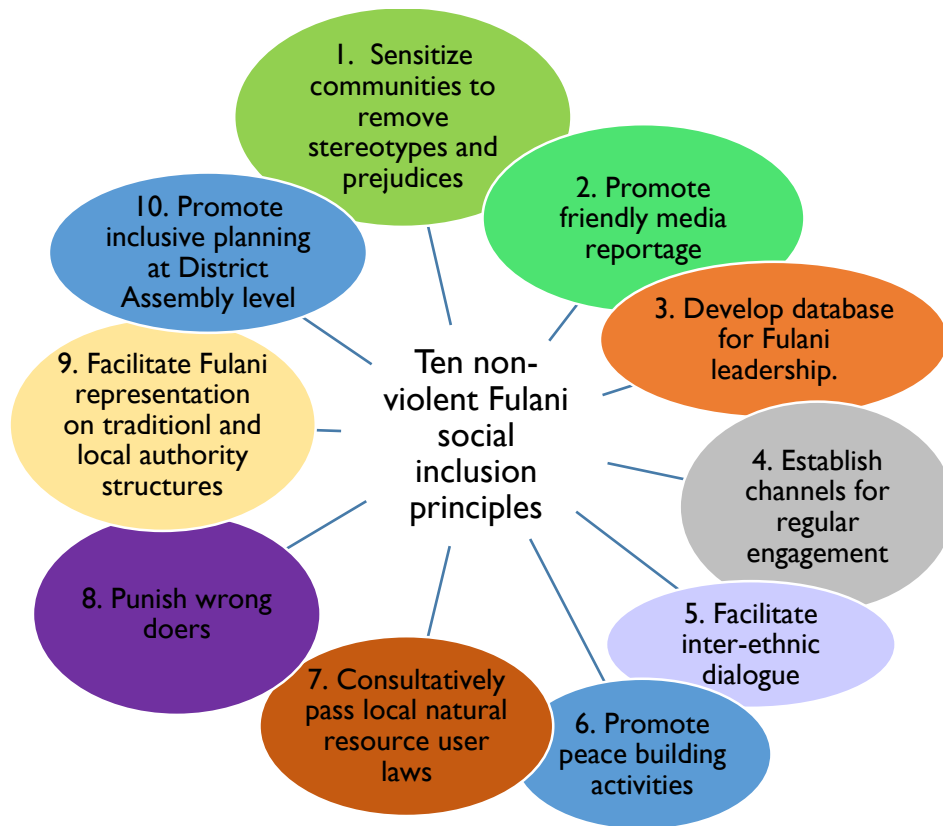 1. Sensitize
communities to
remove
stereotypes and
prejudices
2. Promote
friendly media
reportage
3. Develop database
for Fulani
leadership.
4. Establish
channels for
regular
engagement
5. Facilitate
inter-ethnic
dialogue
6. Promote
peace building
activities
7. Consultatively
pass local natural
resource user
laws
8. Punish wrong
doers
9. Facilitate Fulani
representation
on traditionl and
local authority
structures
10. Promote
inclusive planning
at District
Assembly level
Ten non-
violent Fulani
social
inclusion
principles